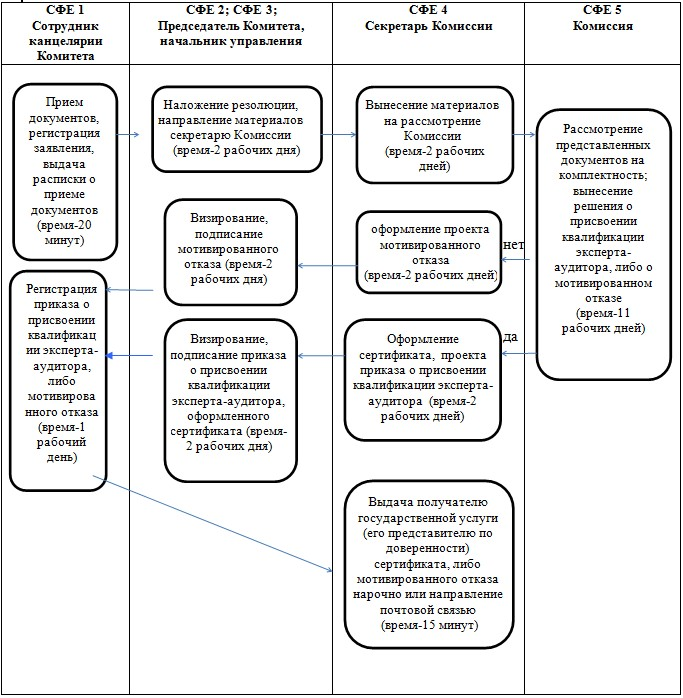 СФЕ 1
Сотрудник
канцелярии
Комитета
СФЕ 2; СФЕ 3;
Председатель Комитета,
начальник управления
СФЕ 4
Секретарь Комиссии
СФЕ 5
Комиссия
Прием
документов,
регистрация
заявления,
выдача
расписки о
приеме
документов
(время-20
минут)
Наложение резолюции,
направление материалов
секретарю Комиссии
(время-2 рабочих дня)
Вынесение материалов
на рассмотрение
Комиссии
(время-2 рабочих
дней)
Рассмотрение
представленных
документов на
комплектность;
вынесение
решения о
присвоении
квалификации
эксперта-
аудитора, либо о
мотивированном
отказе
(время-11
рабочих дней)
нет
оформление проекта
мотивированного
отказа
(время-2 рабочих дней)
Визирование,
подписание
мотивированного
отказа (время-2
рабочих дня)
да
Оформление
сертификата, проекта
приказа о присвоении
квалификации эксперта-
аудитора (время-2
рабочих дней)
Визирование,
подписание приказа
о присвоении
квалификации
эксперта-аудитора,
оформленного
сертификата (время-
2 рабочих дня)
Регистрация
приказа о
присвоении
квалификац
ии эксперта-
аудитора,
либо
мотивирова
нного отказа
(время-1
рабочий
день)
Выдача получателю
государственной услуги
(его представителю по
доверенности)
сертификата, либо
мотивированного отказа
нарочно или направление
почтовой связью
(время-15 минут)